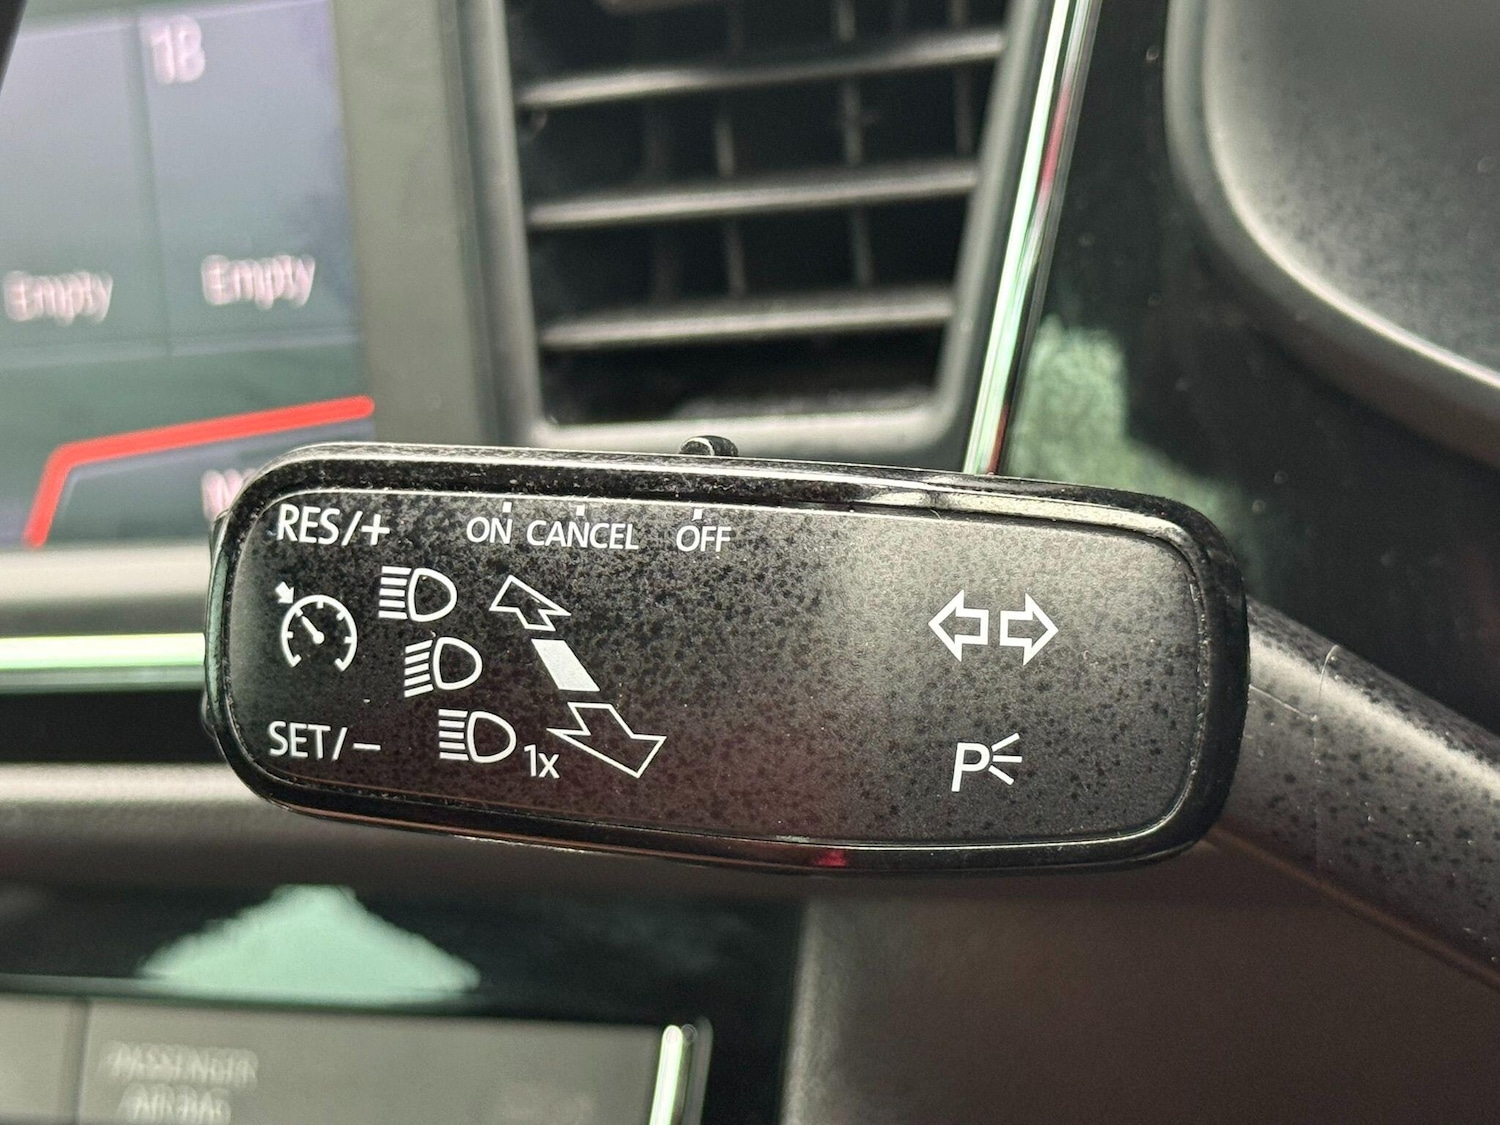 18
Empty Empty
RES/+ ON CANCEL OFF
SET/− 1x
P
PASSENGER
AIRBAG